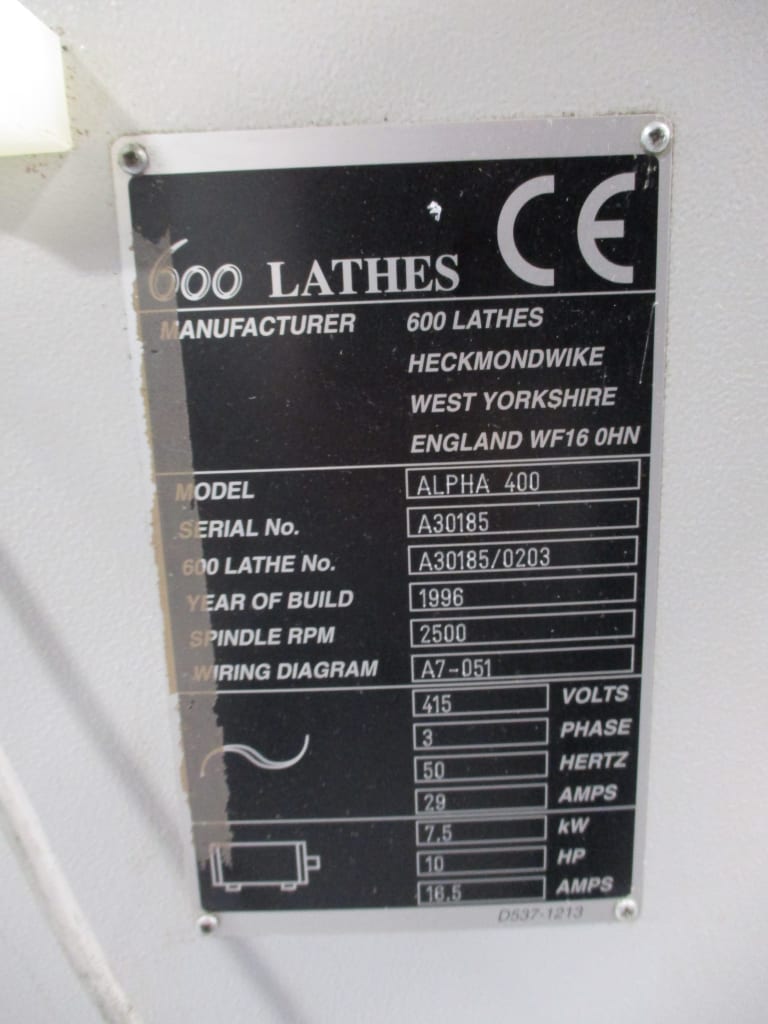 CE
600 LATHES
MANUFACTURER 600 LATHES
HECKMONDWIKE
WEST YORKSHIRE
ENGLAND WF16 0HN
MODEL ALPHA 400
SERIAL No. A30185
600 LATHE No. A30185/0203
YEAR OF BUILD 1996
SPINDLE RPM 2500
WIRING DIAGRAM A7-051
415 VOLTS
3 PHASE
50 HERTZ
29 AMPS
7.5 kW
10 HP
16.5 AMPS
D537-1213